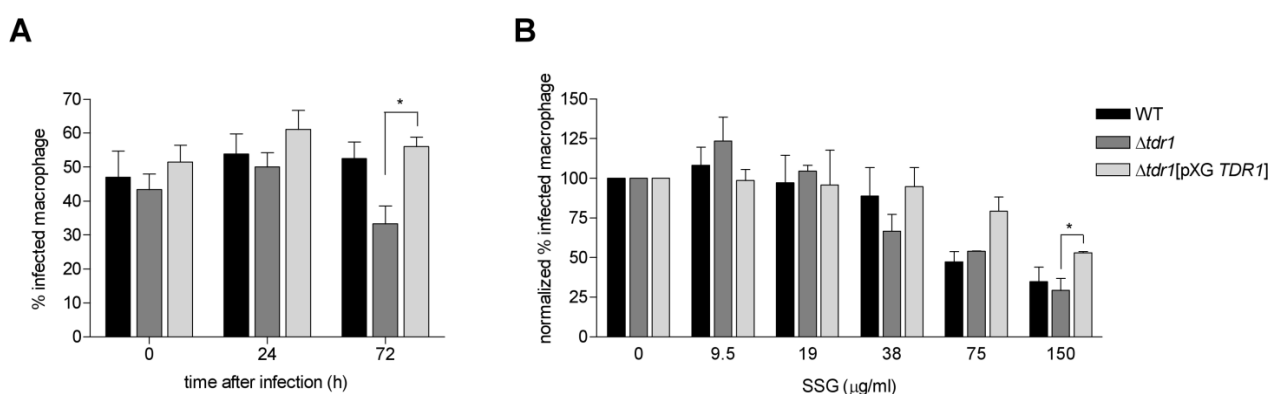 A
70
60
50
40
30
20
10
0
% infected macrophage
*
0 24 72
time after infection (h)
B
150
125
100
75
50
25
0
normalized % infected macrophage
*
0 9.5 19 38 75 150
SSG (μg/ml)
WT
Δtdr1
Δtdr1[pXG TDR1]